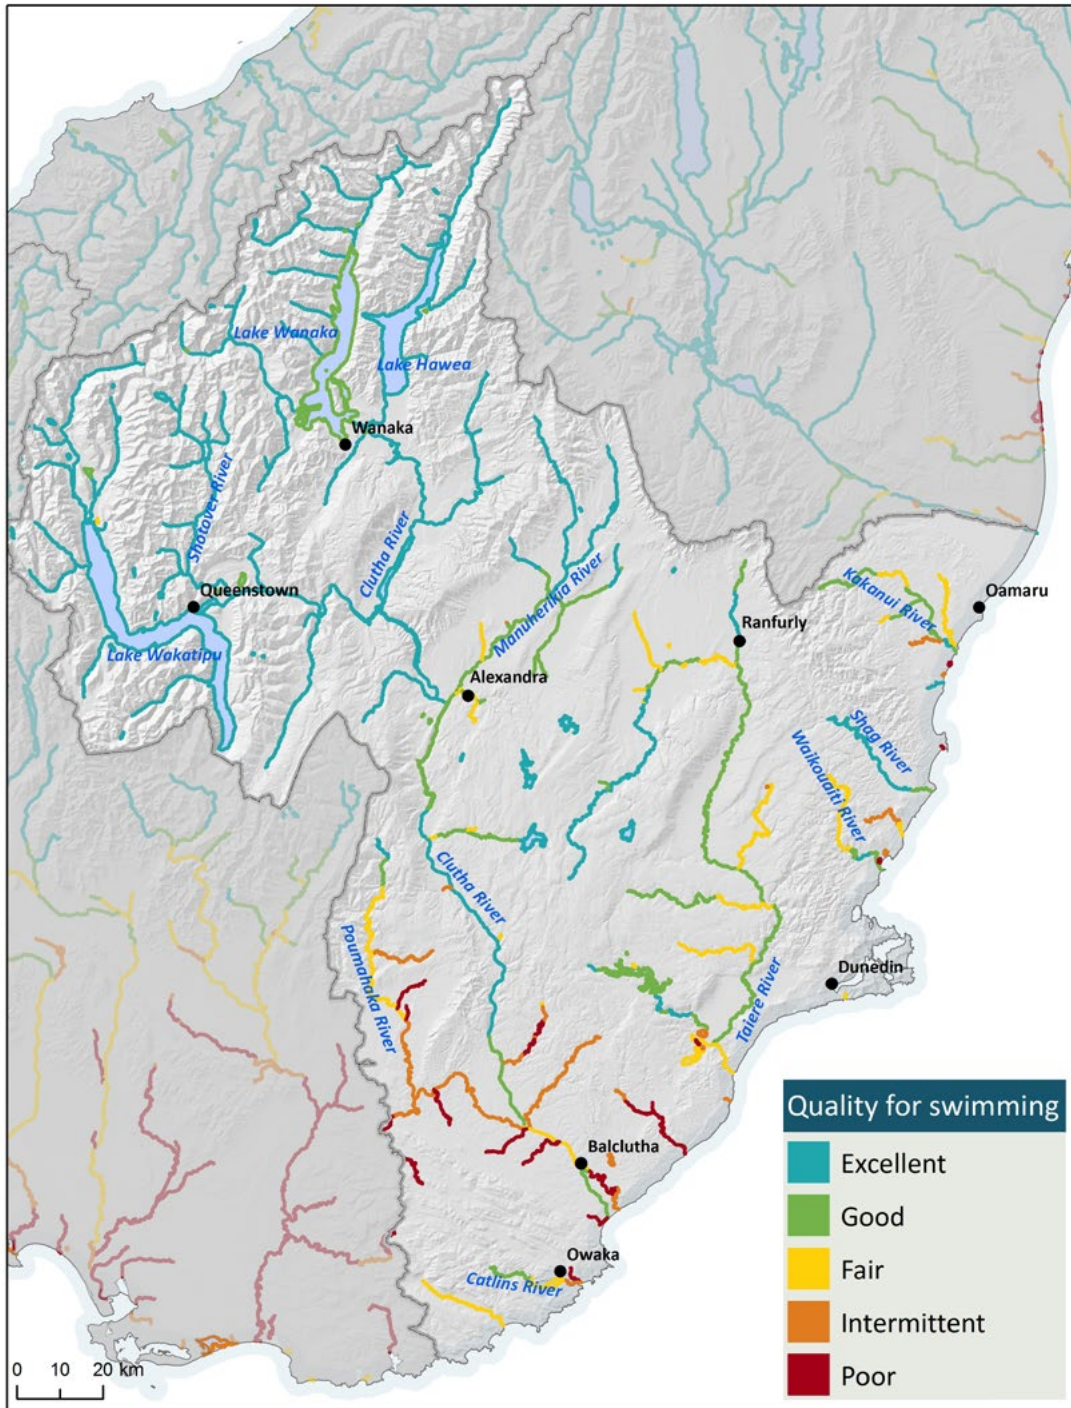 Lake Wanaka
Lake Hawea
Wanaka
Shotover River
Clutha River
Queenstown
Manuherikia River
Kakanui River
Oamaru
Ranfurly
Lake Wakatipu
Alexandra
Shag River
Waikouaiti River
Clutha River
Poumahaka River
Dunedin
Taiere River
Balclutha
Owaka
Catlins River
Quality for swimming
Excellent
Good
Fair
Intermittent
Poor
0 10 20 km